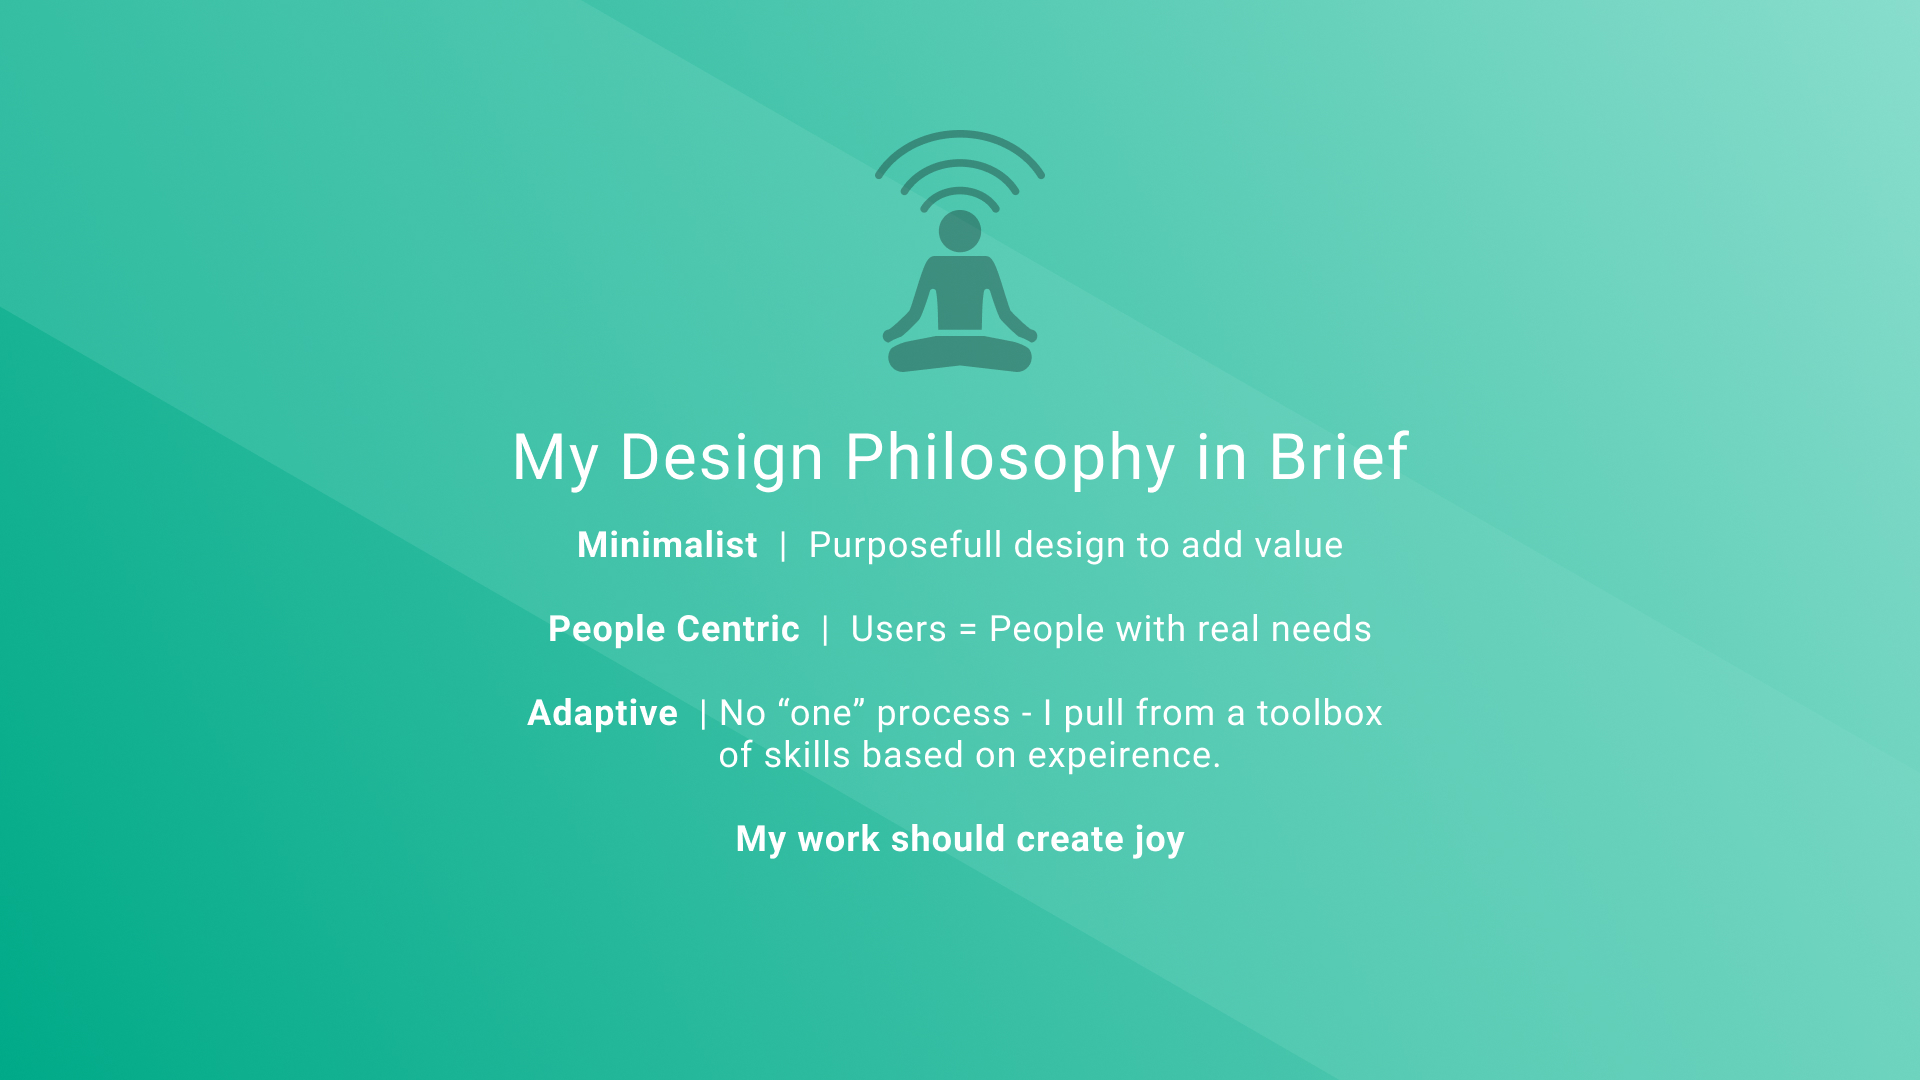 My Design Philosophy in Brief
Minimalist | Purposefull design to add value
People Centric | Users = People with real needs
Adaptive | No “one” process - I pull from a toolbox
of skills based on expeirence.
My work should create joy